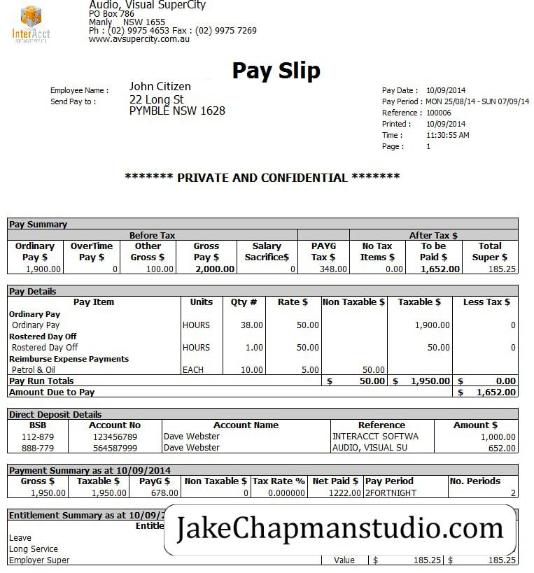 InterAcct
Audio, Visual SuperCity
PO Box 786
Manly NSW 1655
Ph : (02) 9975 4653 Fax : (02) 9975 7269
www.avsupercity.com.au
Pay Slip
Employee Name : John Citizen
Send Pay to : 22 Long St
PYMBLE NSW 1628
Pay Date : 10/09/2014
Pay Period : MON 25/08/14 - SUN 07/09/14
Reference : 100006
Printed : 10/09/2014
Time : 11:30:55 AM
Page : 1
******* PRIVATE AND CONFIDENTIAL *******
Pay Summary
Before Tax After Tax $
Ordinary Pay $ OverTime Pay $ Other Gross $ Gross Pay $ Salary Sacrifice$ PAYG Tax $ No Tax Items $ To be Paid $ Total Super $
1,900.00 0 100.00 2,000.00 0 348.00 0.00 1,652.00 185.25
Pay Details
Pay Item Units Qty # Rate $ Non Taxable $ Taxable $ Less Tax $
Ordinary Pay
Ordinary Pay HOURS 38.00 50.00 1,900.00 0
Rostered Day Off
Rostered Day Off HOURS 1.00 50.00 50.00 0
Reimburse Expense Payments
Petrol & Oil EACH 10.00 5.00 50.00
Pay Run Totals $ 50.00 $ 1,950.00 $ 0.00
Amount Due to Pay $ 1,652.00
Direct Deposit Details
BSB Account No Account Name Reference Amount $
112-879 123456789 Dave Webster INTERACCT SOFTWA 1,000.00
888-779 564587999 Dave Webster AUDIO, VISUAL SU 652.00
Payment Summary as at 10/09/2014
Gross $ Taxable $ PayG $ Non Taxable $ Tax Rate % Net Paid $ Pay Period No. Periods
1,950.00 1,950.00 678.00 0 0.000000 1222.00 2FORTNIGHT 2
Entitlement Summary as at 10/09/
Leave
Long Service
Employer Super Value $ 185.25 $ 185.25
JakeChapmanstudio.com